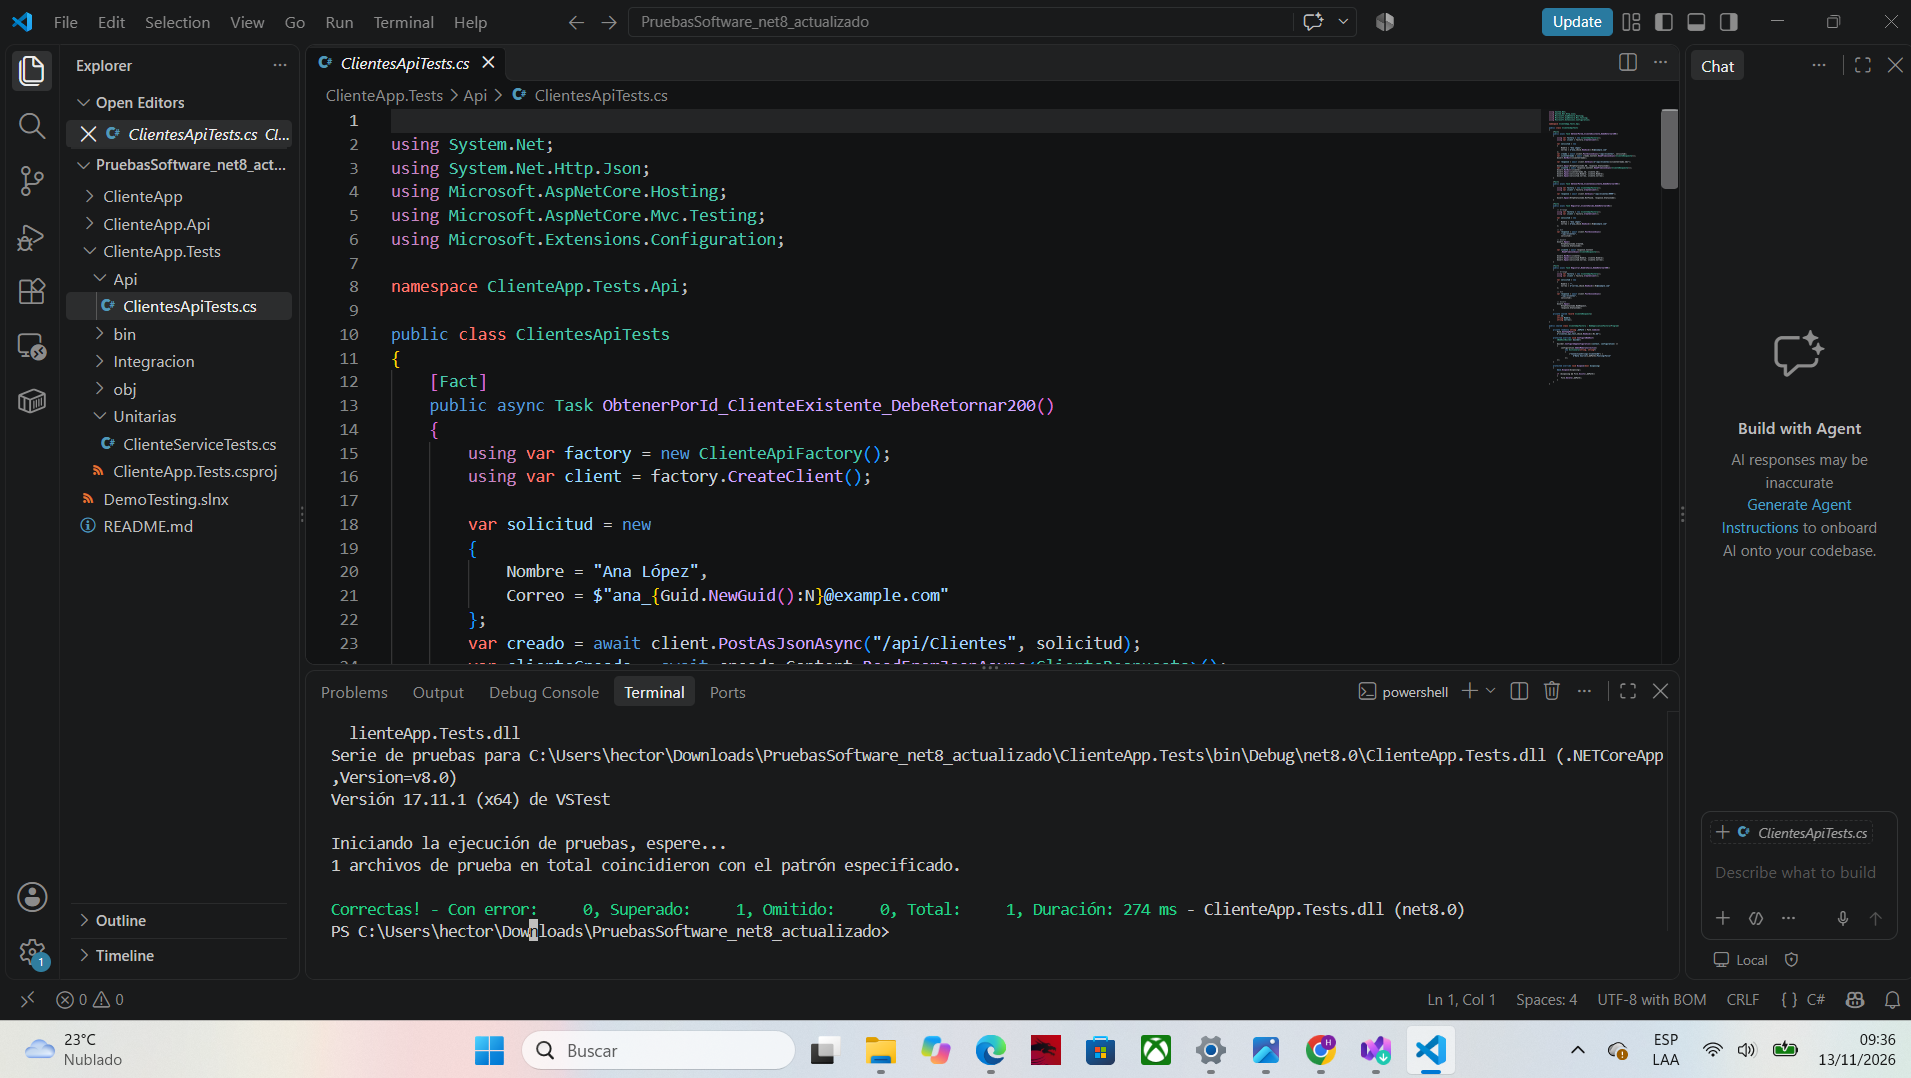 File Edit Selection View Go Run Terminal Help
PruebasSoftware_net8_actualizado
Update
Explorer
Open Editors
ClientesApiTests.cs Cl...
PruebasSoftware_net8_act...
ClienteApp
ClienteApp.Api
ClienteApp.Tests
Api
ClientesApiTests.cs
bin
Integracion
obj
Unitarias
ClienteServiceTests.cs
ClienteApp.Tests.csproj
DemoTesting.slnx
README.md
Outline
Timeline
1
ClientesApiTests.cs
ClienteApp.Tests > Api > ClientesApiTests.cs
1
2 using System.Net;
3 using System.Net.Http.Json;
4 using Microsoft.AspNetCore.Hosting;
5 using Microsoft.AspNetCore.Mvc.Testing;
6 using Microsoft.Extensions.Configuration;
7
8 namespace ClienteApp.Tests.Api;
9
10 public class ClientesApiTests
11 {
12 [Fact]
13 public async Task ObtenerPorId_ClienteExistente_DebeRetornar200()
14 {
15 using var factory = new ClienteApiFactory();
16 using var client = factory.CreateClient();
17
18 var solicitud = new
19 {
20 Nombre = "Ana López",
21 Correo = $"ana_{Guid.NewGuid():N}@example.com"
22 };
23 var creado = await client.PostAsJsonAsync("/api/Clientes", solicitud);
Problems Output Debug Console Terminal Ports
powershell
lienteApp.Tests.dll
Serie de pruebas para C:\Users\hector\Downloads\PruebasSoftware_net8_actualizado\ClienteApp.Tests\bin\Debug\net8.0\ClienteApp.Tests.dll (.NETCoreApp
,Version=v8.0)
Versión 17.11.1 (x64) de VSTest
Iniciando la ejecución de pruebas, espere...
1 archivos de prueba en total coincidieron con el patrón especificado.
Correctas! - Con error: 0, Superado: 1, Omitido: 0, Total: 1, Duración: 274 ms - ClienteApp.Tests.dll (net8.0)
PS C:\Users\hector\Downloads\PruebasSoftware_net8_actualizado>
Chat
Build with Agent
AI responses may be
inaccurate
Generate Agent
Instructions to onboard
AI onto your codebase.
ClientesApiTests.cs
Describe what to build
Local
0 0
Ln 1, Col 1 Spaces: 4 UTF-8 with BOM CRLF { } C#
23°C
Nublado
Buscar
ESP
LAA
09:36
13/11/2026